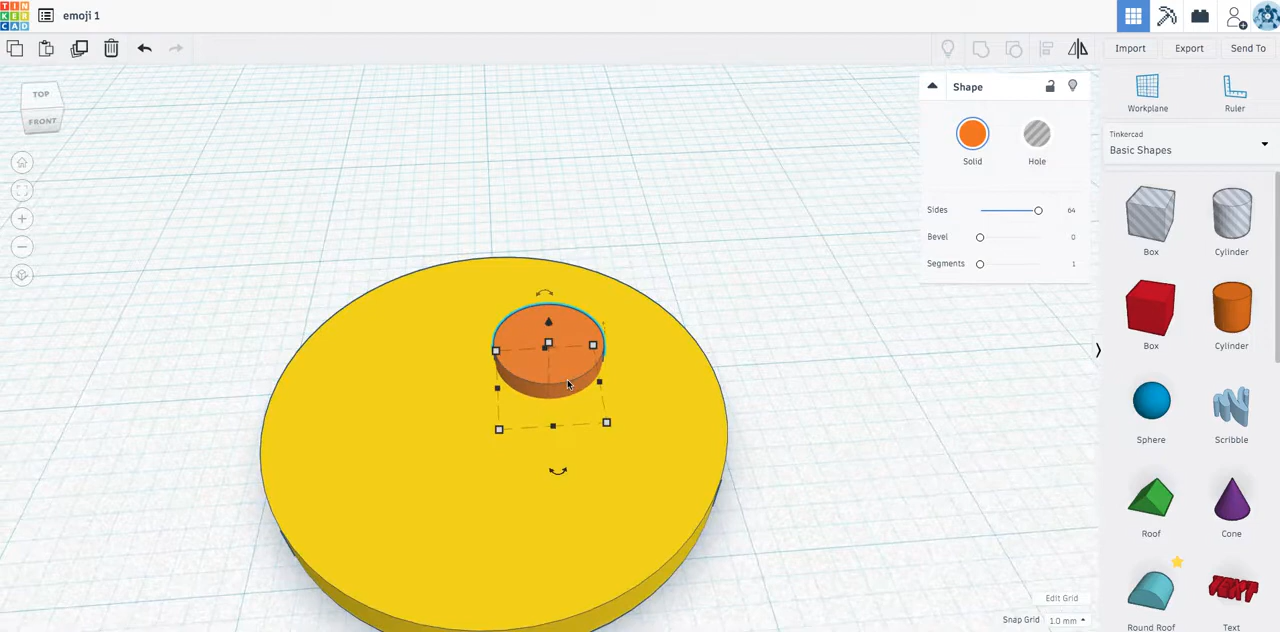 TIN
KER
CAD
emoji 1
Import
Export
Send To
TOP
FRONT
Shape
Solid
Hole
Sides
64
Bevel
0
Segments
1
Workplane
Ruler
Tinkercad
Basic Shapes
Box
Cylinder
Box
Cylinder
Sphere
Scribble
Roof
Cone
TEXT
Round Roof
Text
Edit Grid
Snap Grid
1.0 mm